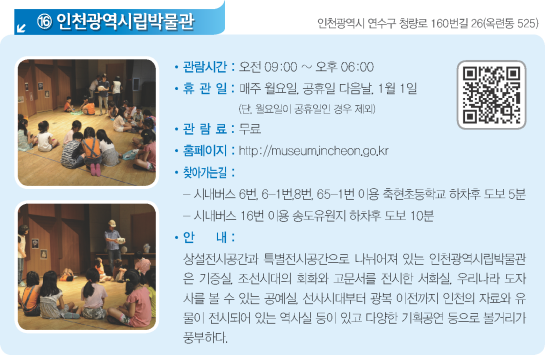 ⑯ 인천광역시립박물관
인천광역시 연수구 청량로 160번길 26(옥련동 525)
• 관람시간 : 오전 09:00 ~ 오후 06:00
• 휴 관 일 : 매주 월요일, 공휴일 다음날, 1월 1일
(단, 월요일이 공휴일인 경우 제외)
• 관 람 료 : 무료
• 홈페이지 : http://museum.incheon.go.kr
• 찾아가는길 :
– 시내버스 6번, 6-1번,8번, 65-1번 이용 축현초등학교 하차후 도보 5분
– 시내버스 16번 이용 송도유원지 하차후 도보 10분
• 안 내 :
상설전시공간과 특별전시공간으로 나뉘어져 있는 인천광역시립박물관
은 기증실, 조선시대의 회화와 고문서를 전시한 서화실, 우리나라 도자
사를 볼 수 있는 공예실, 선사시대부터 광복 이전까지 인천의 자료와 유
물이 전시되어 있는 역사실 등이 있고 다양한 기획공연 등으로 볼거리가
풍부하다.